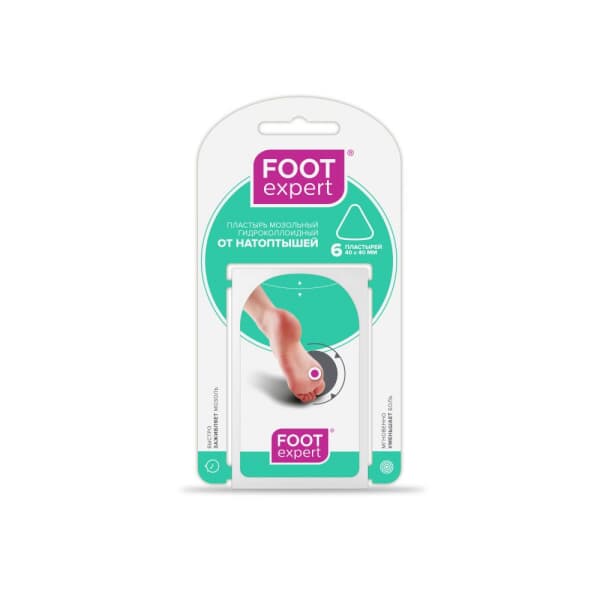 FOOT®
expert
ПЛАСТЫРЬ МОЗОЛЬНЫЙ
ГИДРОКОЛЛОИДНЫЙ
ОТ НАТОПТЫШЕЙ
6 ПЛАСТЫРЕЙ
40 х 40 ММ
БЫСТРО
ЗАЖИВЛЯЕТ МОЗОЛЬ
МГНОВЕННО
УМЕНЬШАЕТ БОЛЬ
FOOT®
expert